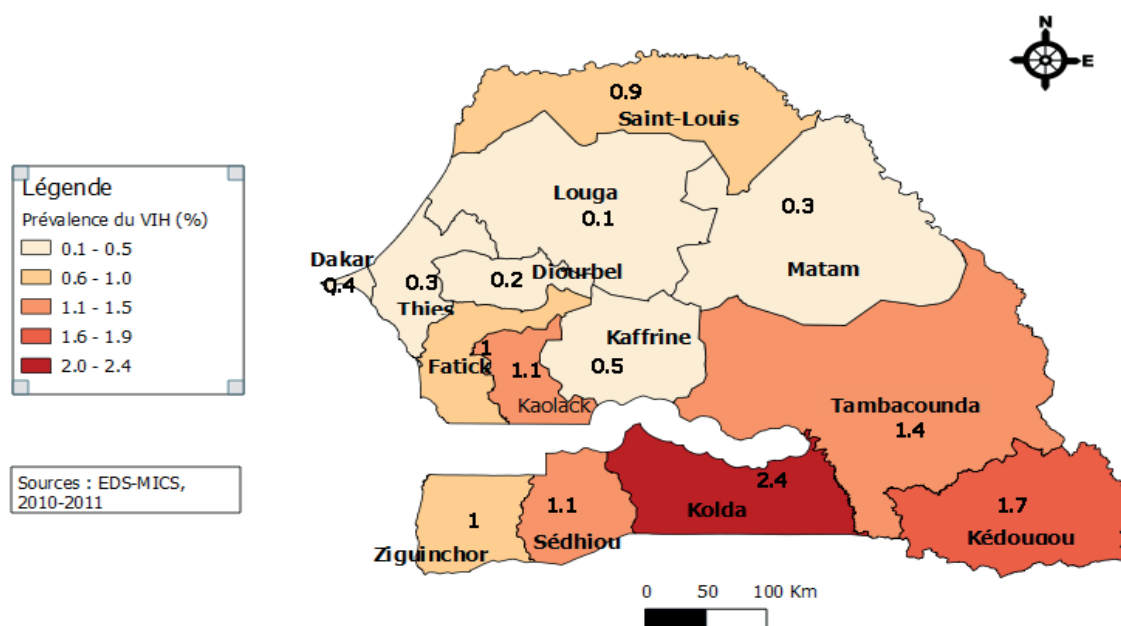 N
E
0.9
Saint-Louis
Légende
Prévalence du VIH (%)
0.1 - 0.5
0.6 - 1.0
1.1 - 1.5
1.6 - 1.9
2.0 - 2.4
Louga
0.1
0.3
Matam
Dakar
0.4
0.3
Thies
0.2
Diourbel
Kaffrine
0.5
Fatick
1
1.1
Kaolack
Tambacounda
1.4
Sources : EDS-MICS,
2010-2011
2.4
Kolda
1.7
Kédougou
1.1
Sédhiou
1
Ziguinchor
0 50 100 Km